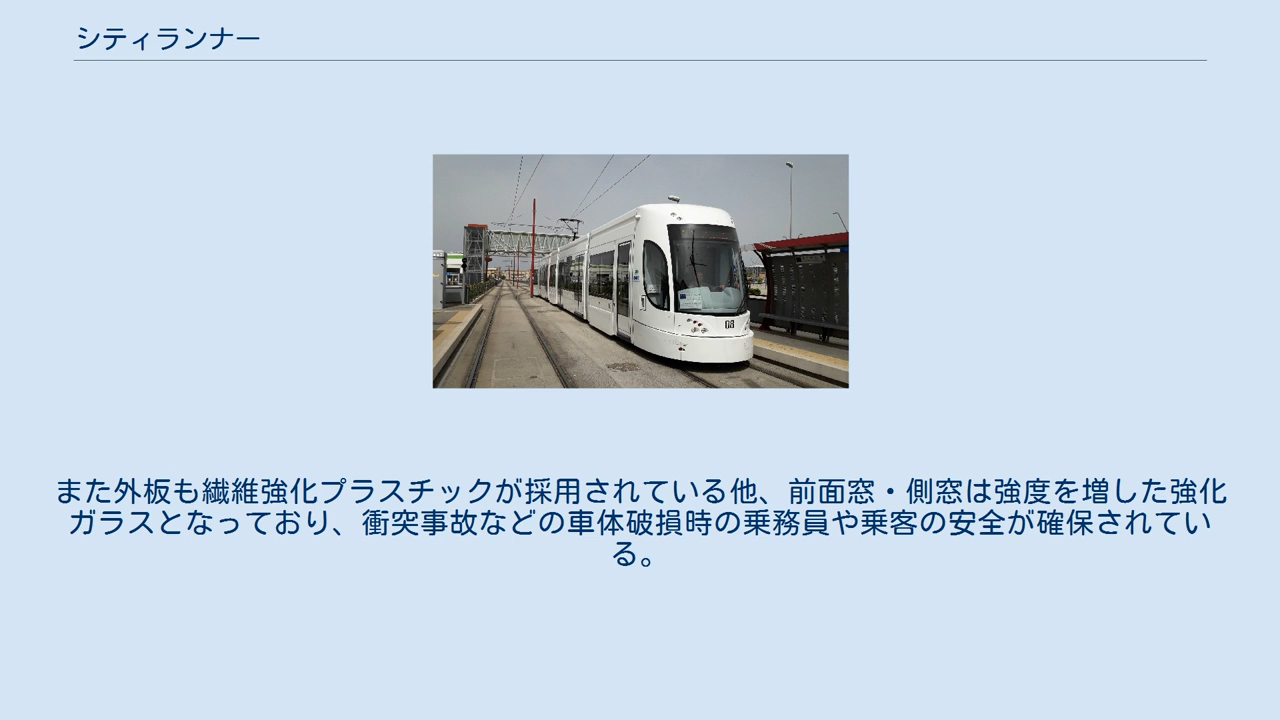 シティランナー
また外板も繊維強化プラスチックが採用されている他、前面窓・側窓は強度を増した強化
ガラスとなっており、衝突事故などの車体破損時の乗務員や乗客の安全が確保されてい
る。